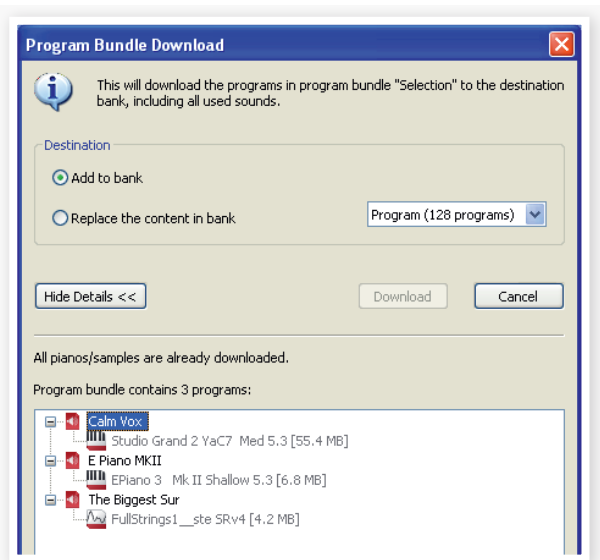 Program Bundle Download
This will download the programs in program bundle "Selection" to the destination
bank, including all used sounds.
Destination
Add to bank
Replace the content in bank
Program (128 programs)
Hide Details <<
Download
Cancel
All pianos/samples are already downloaded.
Program bundle contains 3 programs:
Calm Vox
Studio Grand 2 YaC7  Med 5.3 [55.4 MB]
E Piano MKII
EPiano 3  Mk II Shallow 5.3 [6.8 MB]
The Biggest Sur
FullStrings1__ste SRv4 [4.2 MB]